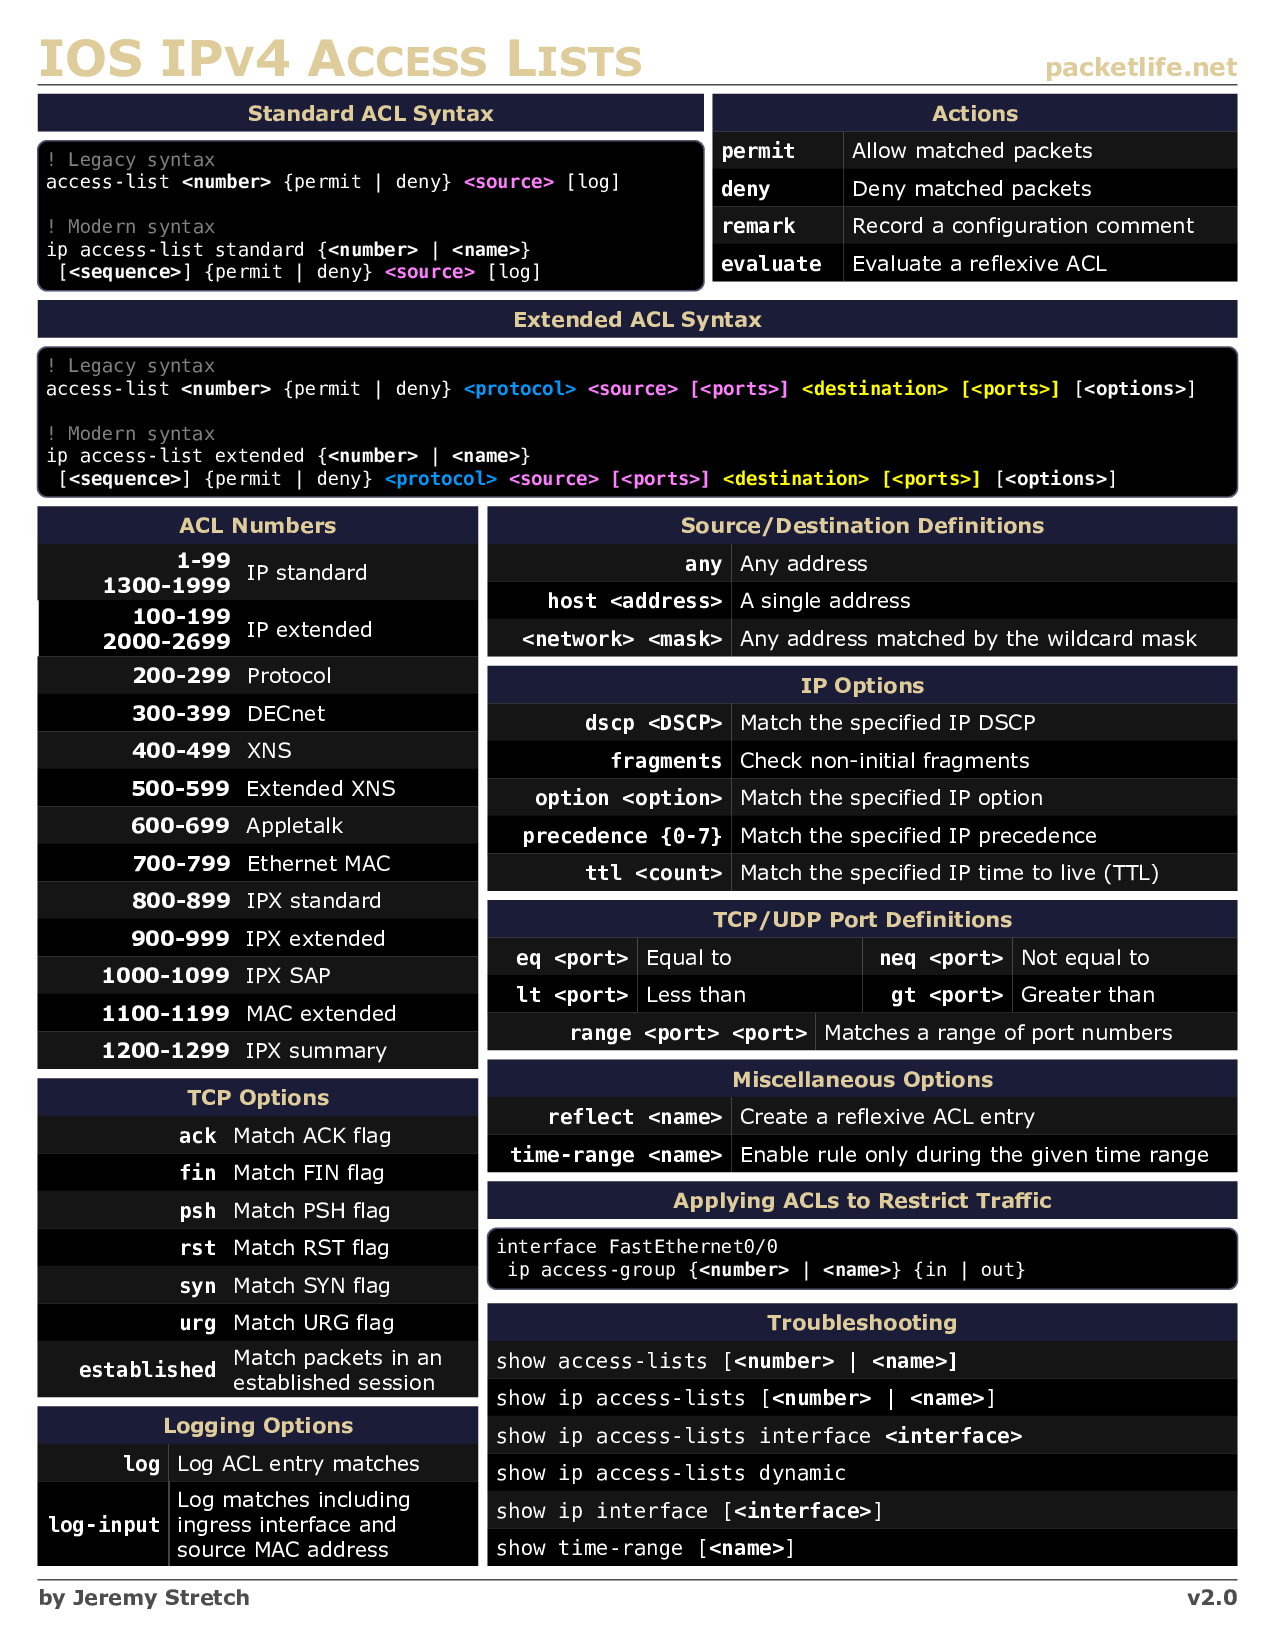 IOS IPv4 Access Lists
packetlife.net
Standard ACL Syntax
! Legacy syntax
access-list <number> {permit | deny} <source> [log]
! Modern syntax
ip access-list standard {<number> | <name>}
[<sequence>] {permit | deny} <source> [log]
Actions
permit Allow matched packets
deny Deny matched packets
remark Record a configuration comment
evaluate Evaluate a reflexive ACL
Extended ACL Syntax
! Legacy syntax
access-list <number> {permit | deny} <protocol> <source> [<ports>] <destination> [<ports>] [<options>]
! Modern syntax
ip access-list extended {<number> | <name>}
[<sequence>] {permit | deny} <protocol> <source> [<ports>] <destination> [<ports>] [<options>]
ACL Numbers
1-99
1300-1999
IP standard
100-199
2000-2699
IP extended
200-299 Protocol
300-399 DECnet
400-499 XNS
500-599 Extended XNS
600-699 Appletalk
700-799 Ethernet MAC
800-899 IPX standard
900-999 IPX extended
1000-1099 IPX SAP
1100-1199 MAC extended
1200-1299 IPX summary
TCP Options
ack Match ACK flag
fin Match FIN flag
psh Match PSH flag
rst Match RST flag
syn Match SYN flag
urg Match URG flag
established Match packets in an
established session
Logging Options
log Log ACL entry matches
log-input Log matches including
ingress interface and
source MAC address
Source/Destination Definitions
any Any address
host <address> A single address
<network> <mask> Any address matched by the wildcard mask
IP Options
dscp <DSCP> Match the specified IP DSCP
fragments Check non-initial fragments
option <option> Match the specified IP option
precedence {0-7} Match the specified IP precedence
ttl <count> Match the specified IP time to live (TTL)
TCP/UDP Port Definitions
eq <port> Equal to neq <port> Not equal to
lt <port> Less than gt <port> Greater than
range <port> <port> Matches a range of port numbers
Miscellaneous Options
reflect <name> Create a reflexive ACL entry
time-range <name> Enable rule only during the given time range
Applying ACLs to Restrict Traffic
interface FastEthernet0/0
ip access-group {<number> | <name>} {in | out}
Troubleshooting
show access-lists [<number> | <name>]
show ip access-lists [<number> | <name>]
show ip access-lists interface <interface>
show ip access-lists dynamic
show ip interface [<interface>]
show time-range [<name>]
by Jeremy Stretch
v2.0